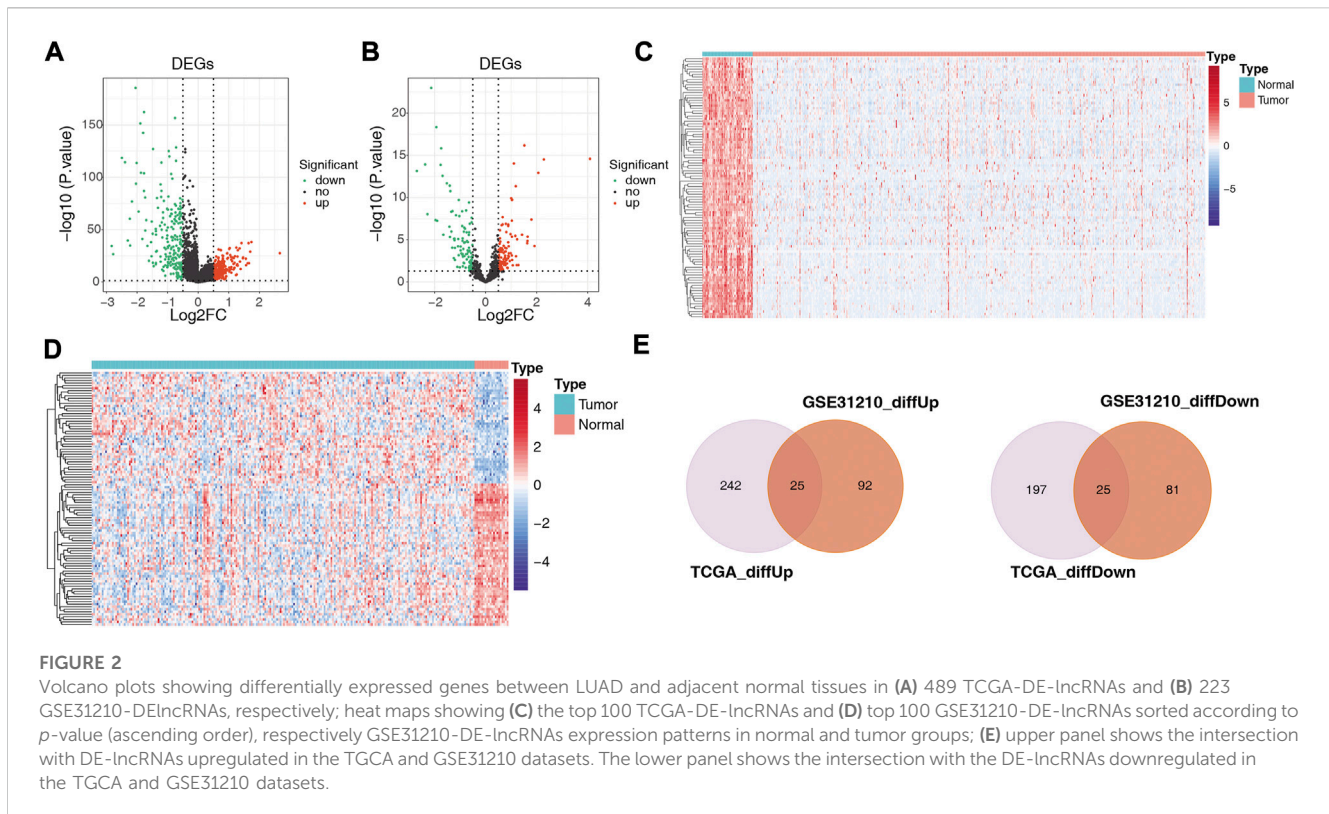 A
DEGs
−log10 (P.value)
150
100
50
0
−3
−2
−1
0
1
2
Log2FC
Significant
down
no
up
B
DEGs
−log10 (P.value)
20
15
10
5
0
−2
0
2
4
Log2FC
Significant
down
no
up
C
Type
5
0
−5
Type
Normal
Tumor
D
Type
4
2
0
−2
−4
Type
Tumor
Normal
E
GSE31210_diffUp
242
25
92
TCGA_diffUp
GSE31210_diffDown
197
25
81
TCGA_diffDown
FIGURE 2
Volcano plots showing differentially expressed genes between LUAD and adjacent normal tissues in (A) 489 TCGA-DE-lncRNAs and (B) 223
GSE31210-DElncRNAs, respectively; heat maps showing (C) the top 100 TCGA-DE-lncRNAs and (D) top 100 GSE31210-DE-lncRNAs sorted according to
p-value (ascending order), respectively GSE31210-DE-lncRNAs expression patterns in normal and tumor groups; (E) upper panel shows the intersection
with DE-lncRNAs upregulated in the TGCA and GSE31210 datasets. The lower panel shows the intersection with the DE-lncRNAs downregulated in
the TGCA and GSE31210 datasets.